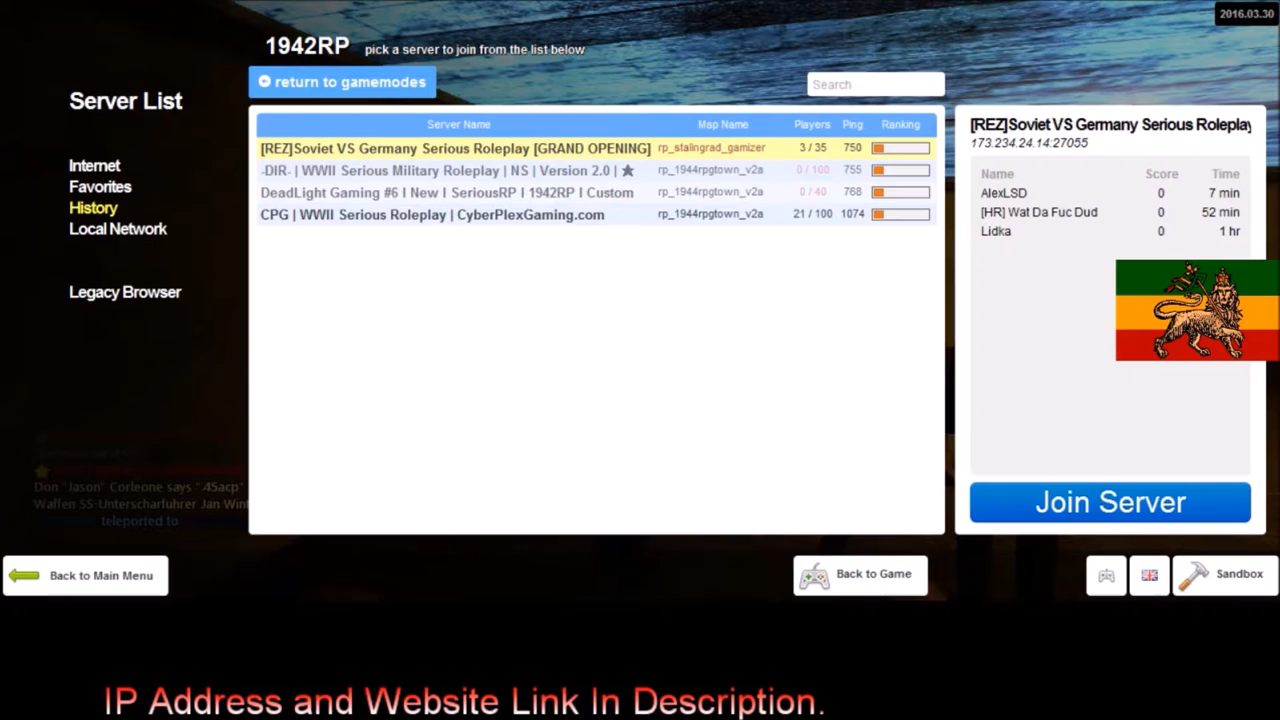 2016.03.30
1942RP pick a server to join from the list below
return to gamemodes
Search
Server List
Internet
Favorites
History
Local Network
Legacy Browser
Server Name Map Name Players Ping Ranking
[REZ]Soviet VS Germany Serious Roleplay [GRAND OPENING] rp_stalingrad_gamizer 3 / 35 750
-DIR- | WWII Serious Military Roleplay | NS | Version 2.0 | ★ rp_1944rpgtown_v2a 0 / 100 755
DeadLight Gaming #6 I New I SeriousRP I 1942RP I Custom rp_1944rpgtown_v2a 0 / 40 768
CPG | WWII Serious Roleplay | CyberPlexGaming.com rp_1944rpgtown_v2a 21 / 100 1074
[REZ]Soviet VS Germany Serious Roleplay
173.234.24.14:27055
Name Score Time
AlexLSD 0 7 min
[HR] Wat Da Fuc Dud 0 52 min
Lidka 0 1 hr
Join Server
Don "Jason" Corleone says ".45acp"
Waffen SS-Unterscharfuhrer Jan Wint
teleported to
Back to Main Menu
Back to Game
Sandbox
IP Address and Website Link In Description.